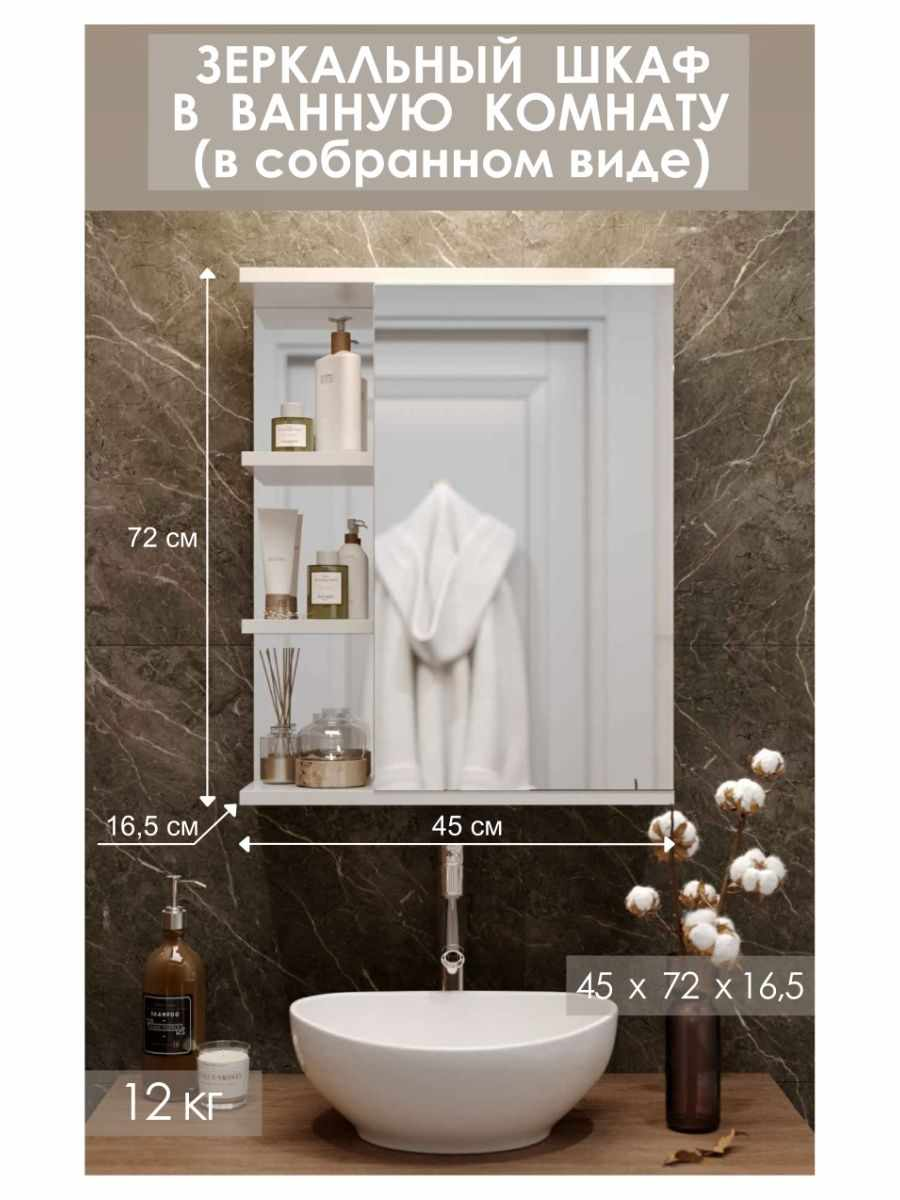 ЗЕРКАЛЬНЫЙ ШКАФ
В ВАННУЮ КОМНАТУ
(в собранном виде)
72 см
16,5 см
45 см
45 х 72 х 16,5
SHAMPOO
12 кг